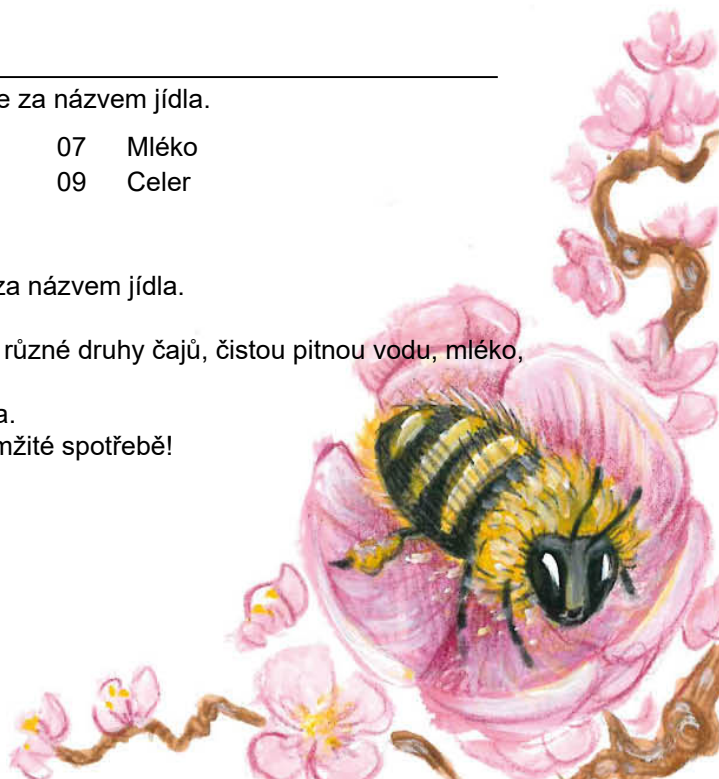 e za názvem jídla.
07 Mléko
09 Celer
za názvem jídla.
různé druhy čajů, čistou pitnou vodu, mléko,
a.
mžité spotřebě!